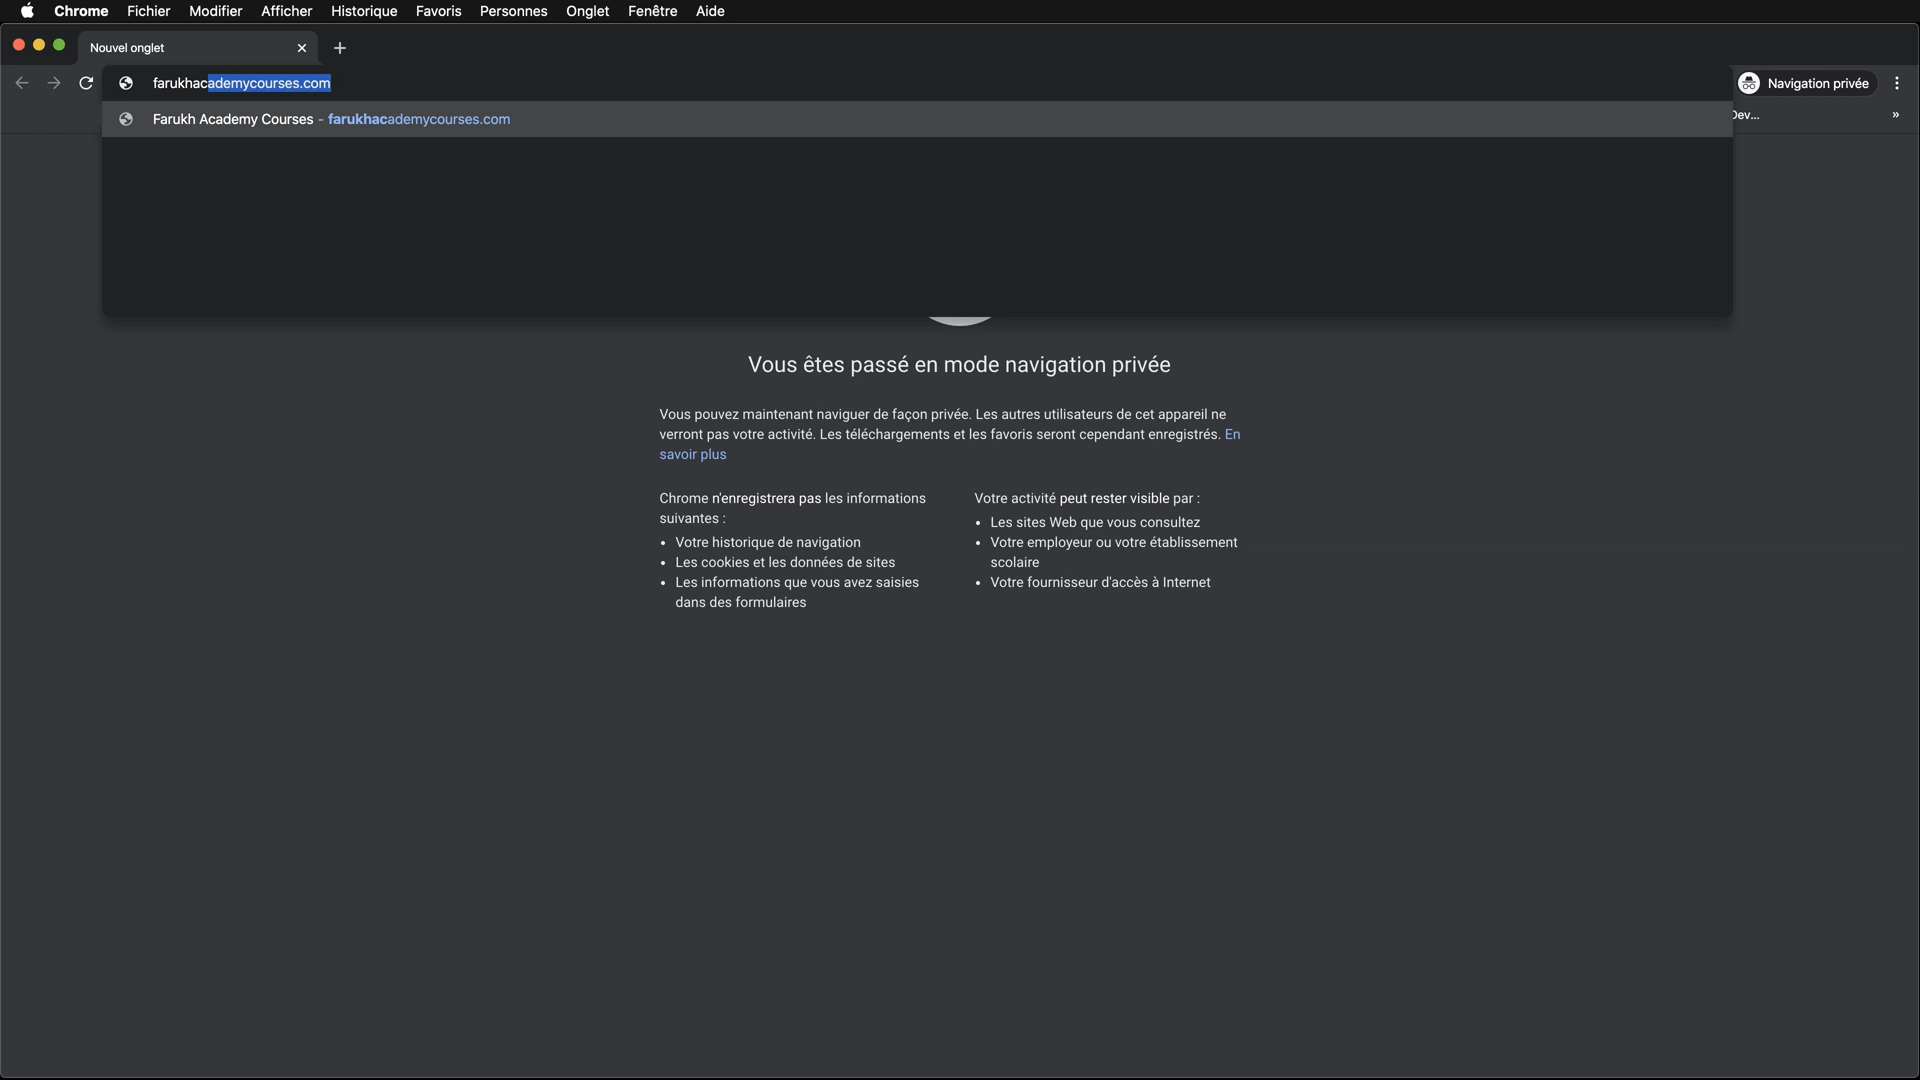 Chrome Fichier Modifier Afficher Historique Favoris Personnes Onglet Fenêtre Aide
Nouvel onglet
farukhacademycourses.com
Navigation privée
Farukh Academy Courses - farukhacademycourses.com
Dev... »
Vous êtes passé en mode navigation privée
Vous pouvez maintenant naviguer de façon privée. Les autres utilisateurs de cet appareil ne
verront pas votre activité. Les téléchargements et les favoris seront cependant enregistrés. En
savoir plus
Chrome n'enregistrera pas les informations
suivantes :
• Votre historique de navigation
• Les cookies et les données de sites
• Les informations que vous avez saisies
dans des formulaires
Votre activité peut rester visible par :
• Les sites Web que vous consultez
• Votre employeur ou votre établissement
scolaire
• Votre fournisseur d'accès à Internet